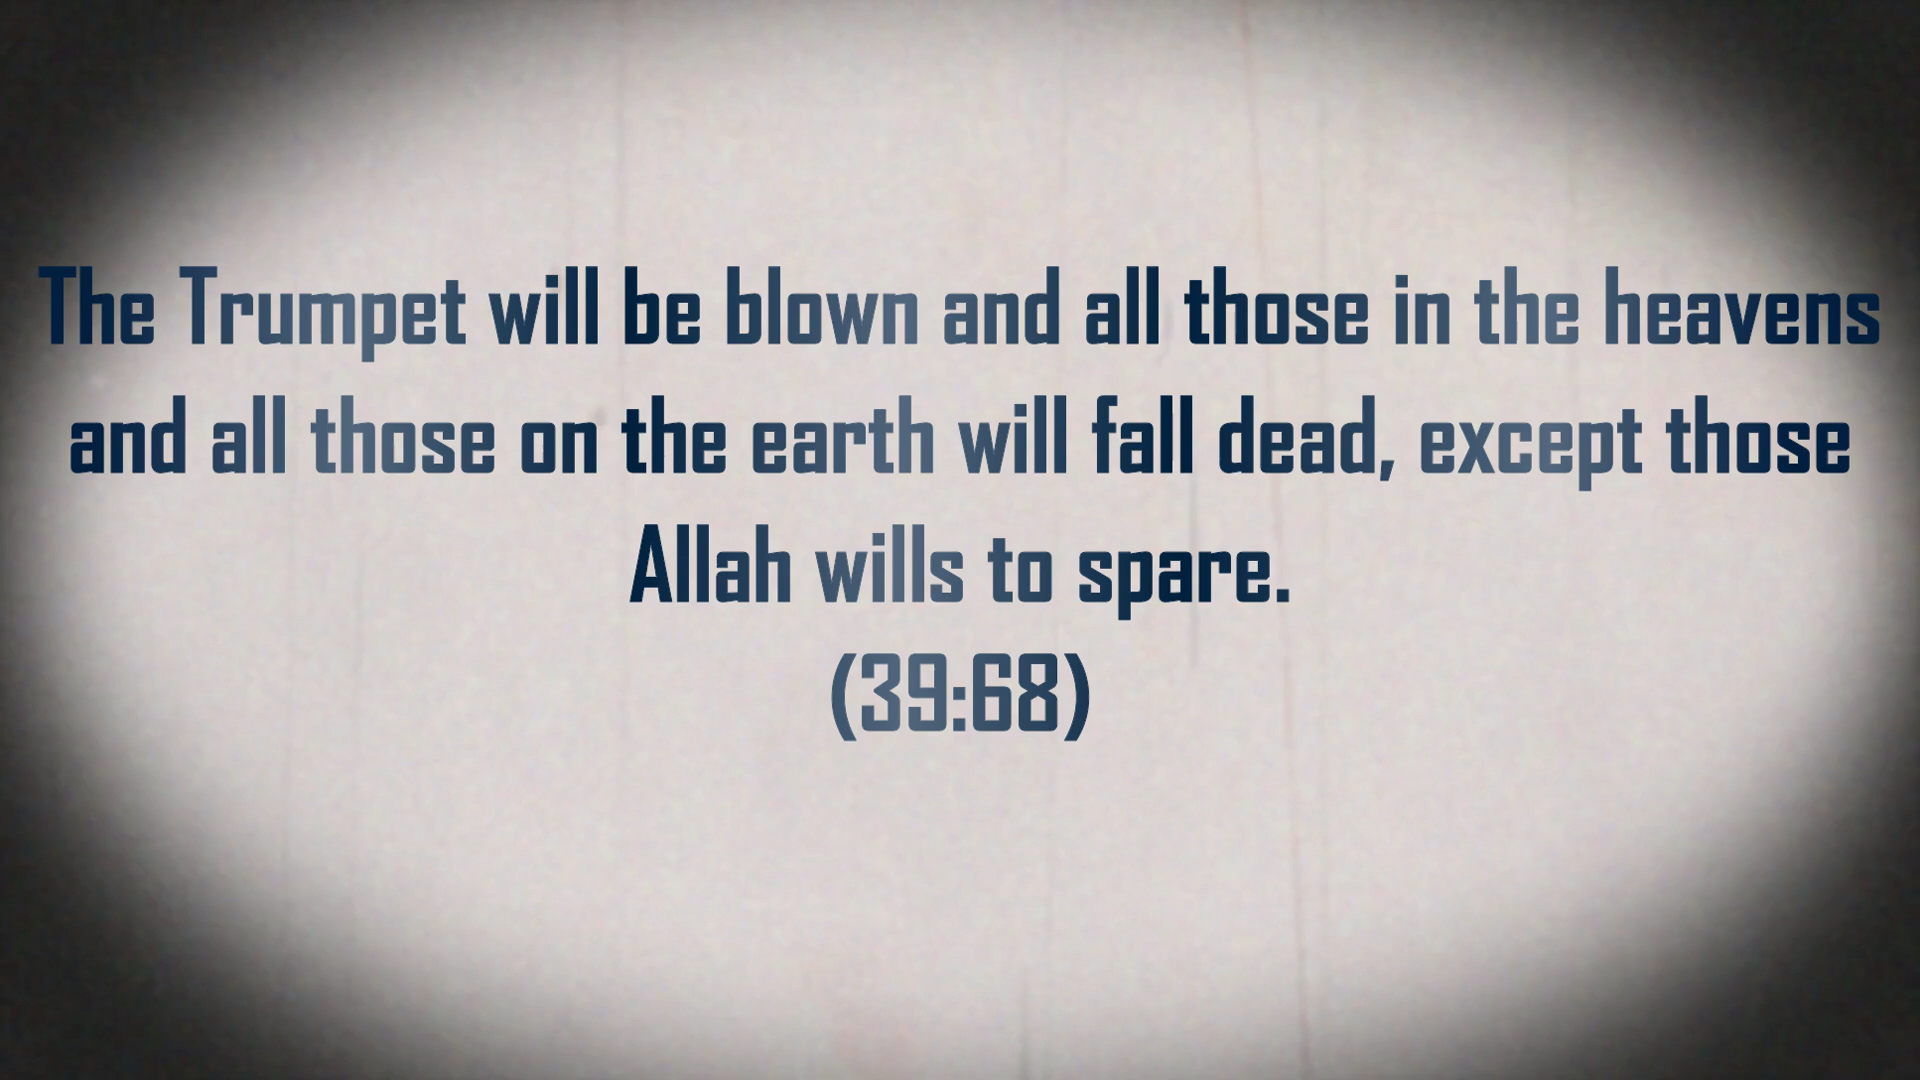 The Trumpet will be blown and all those in the heavens
and all those on the earth will fall dead, except those
Allah wills to spare.
(39:68)